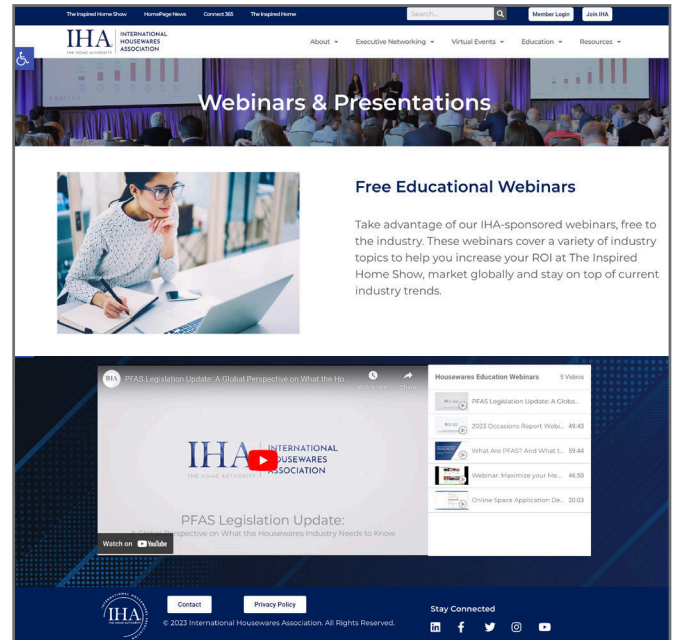 The Inspired Home Show HomePage News Connect 365 The Inspired Home Search... Member Login Join IHA
IHA INTERNATIONAL
HOUSEWARES
ASSOCIATION
THE HOME AUTHORITY
About Executive Networking Virtual Events Education Resources
Webinars & Presentations
Free Educational Webinars
Take advantage of our IHA-sponsored webinars, free to
the industry. These webinars cover a variety of industry
topics to help you increase your ROI at The Inspired
Home Show, market globally and stay on top of current
industry trends.
IHA PFAS Legislation Update: A Global Perspective on What the Ho...
Share
IHA INTERNATIONAL
HOUSEWARES
ASSOCIATION
THE HOME AUTHORITY
PFAS Legislation Update:
A Global Perspective on What the Housewares Industry Needs to Know
Watch on YouTube
Housewares Education Webinars 5 Videos
PFAS Legislation Update: A Globa...
2023 Occasions Report Webi... 49:43
What Are PFAS? And What t... 59:44
Webinar: Maximize your Me... 46:50
Online Space Application De... 20:03
IHA
Contact Privacy Policy
© 2023 International Housewares Association. All Rights Reserved.
Stay Connected